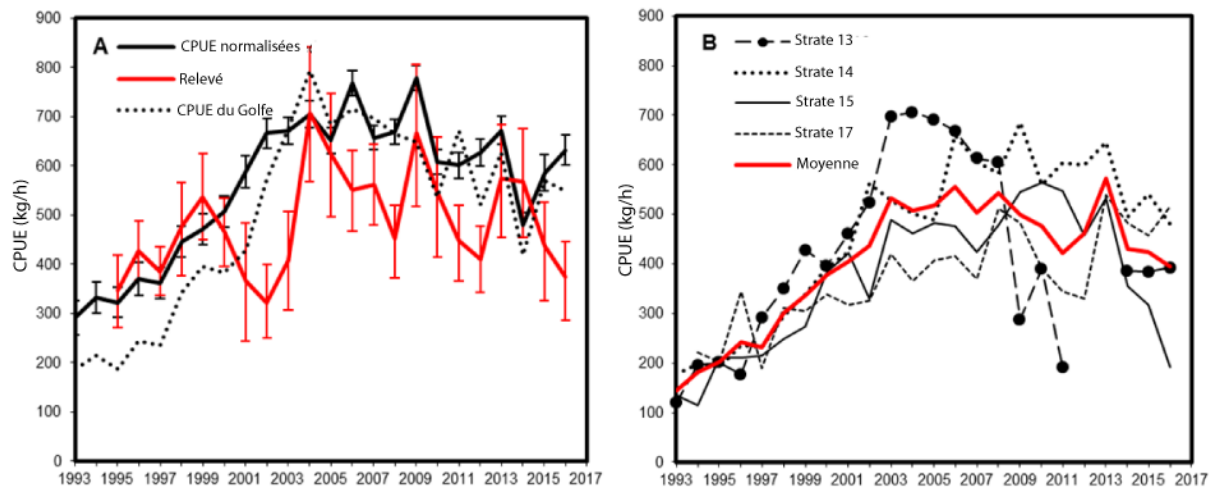 A
CPUE normalisées
Relevé
CPUE du Golfe
CPUE (kg/h)
900
800
700
600
500
400
300
200
100
0
1993 1995 1997 1999 2001 2003 2005 2007 2009 2011 2013 2015 2017
B
Strate 13
Strate 14
Strate 15
Strate 17
Moyenne
CPUE (kg/h)
900
800
700
600
500
400
300
200
100
0
1993 1995 1997 1999 2001 2003 2005 2007 2009 2011 2013 2015 2017